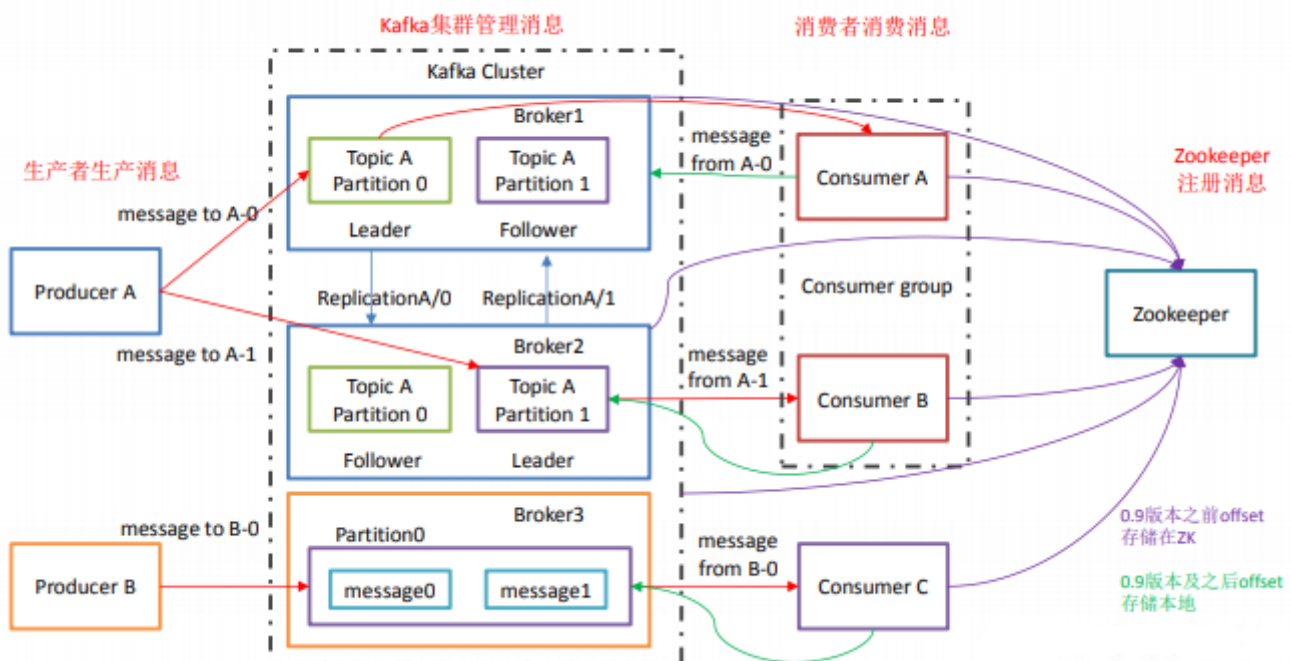 Kafka集群管理消息
消费者消费消息
Kafka Cluster
Broker1
Topic A
Partition 0
Topic A
Partition 1
Leader
Follower
生产者生产消息
message to A-0
Producer A
message to A-1
ReplicationA/0
ReplicationA/1
Broker2
Topic A
Partition 0
Topic A
Partition 1
Follower
Leader
message
from A-0
Consumer A
Consumer group
message
from A-1
Consumer B
Zookeeper
注册消息
Zookeeper
message to B-0
Producer B
Broker3
Partition0
message0
message1
message
from B-0
Consumer C
0.9版本之前offset
存储在ZK
0.9版本及之后offset
存储本地